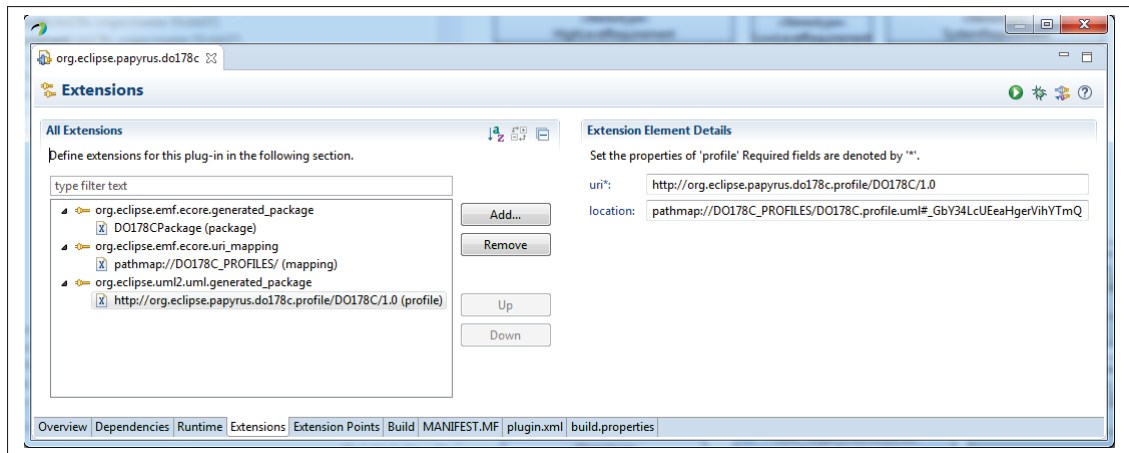 org.eclipse.papyrus.do178c
Extensions
All Extensions
Define extensions for this plug-in in the following section.
type filter text
org.eclipse.emf.ecore.generated_package
DO178CPackage (package)
org.eclipse.emf.ecore.uri_mapping
pathmap://DO178C_PROFILES/ (mapping)
org.eclipse.uml2.uml.generated_package
http://org.eclipse.papyrus.do178c.profile/DO178C/1.0 (profile)
Add...
Remove
Up
Down
Extension Element Details
Set the properties of 'profile' Required fields are denoted by '*'.
uri*: http://org.eclipse.papyrus.do178c.profile/DO178C/1.0
location: pathmap://DO178C_PROFILES/DO178C.profile.uml#_GbY34LcUEeaHgerVihYTmQ
Overview Dependencies Runtime Extensions Extension Points Build MANIFEST.MF plugin.xml build.properties